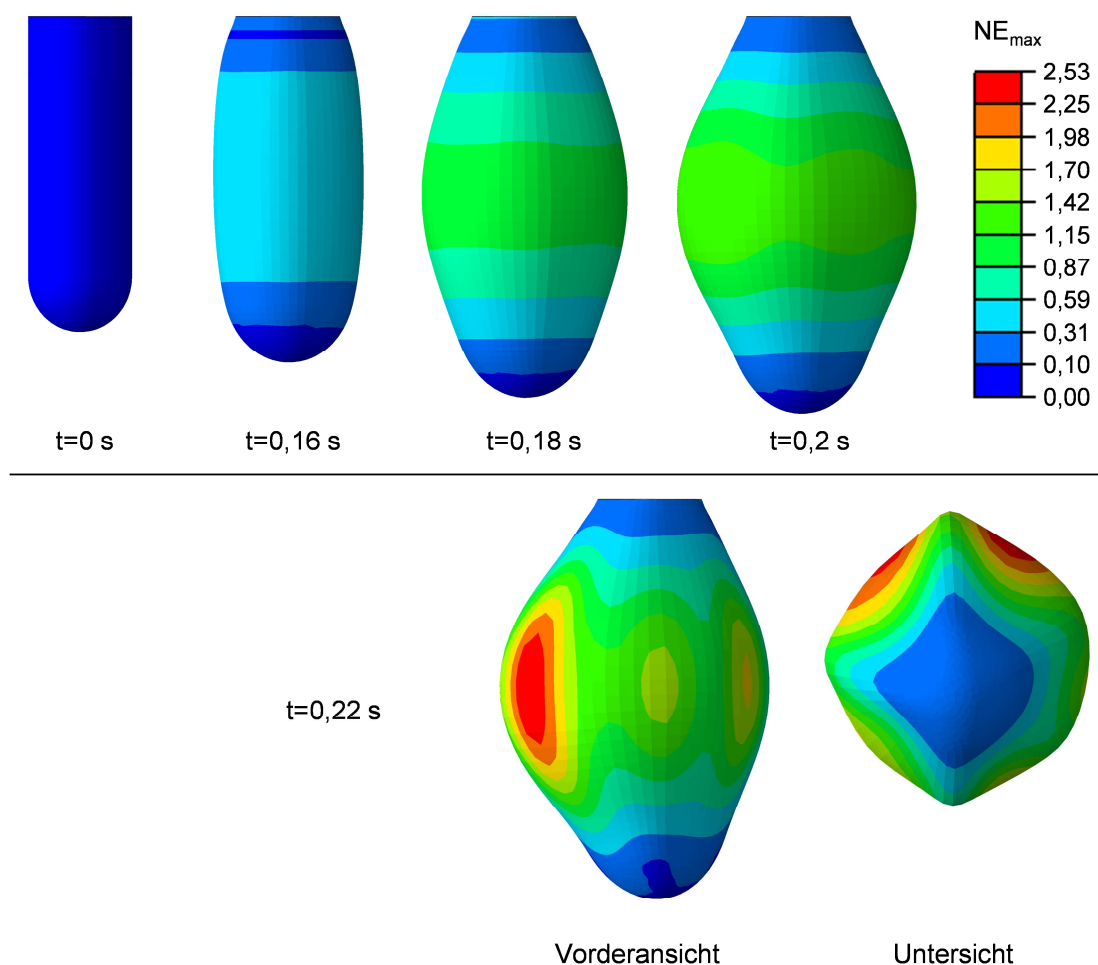 NEmax
2,53
2,25
1,98
1,70
1,42
1,15
0,87
0,59
0,31
0,10
0,00
t=0 s
t=0,16 s
t=0,18 s
t=0,2 s
t=0,22 s
Vorderansicht
Untersicht